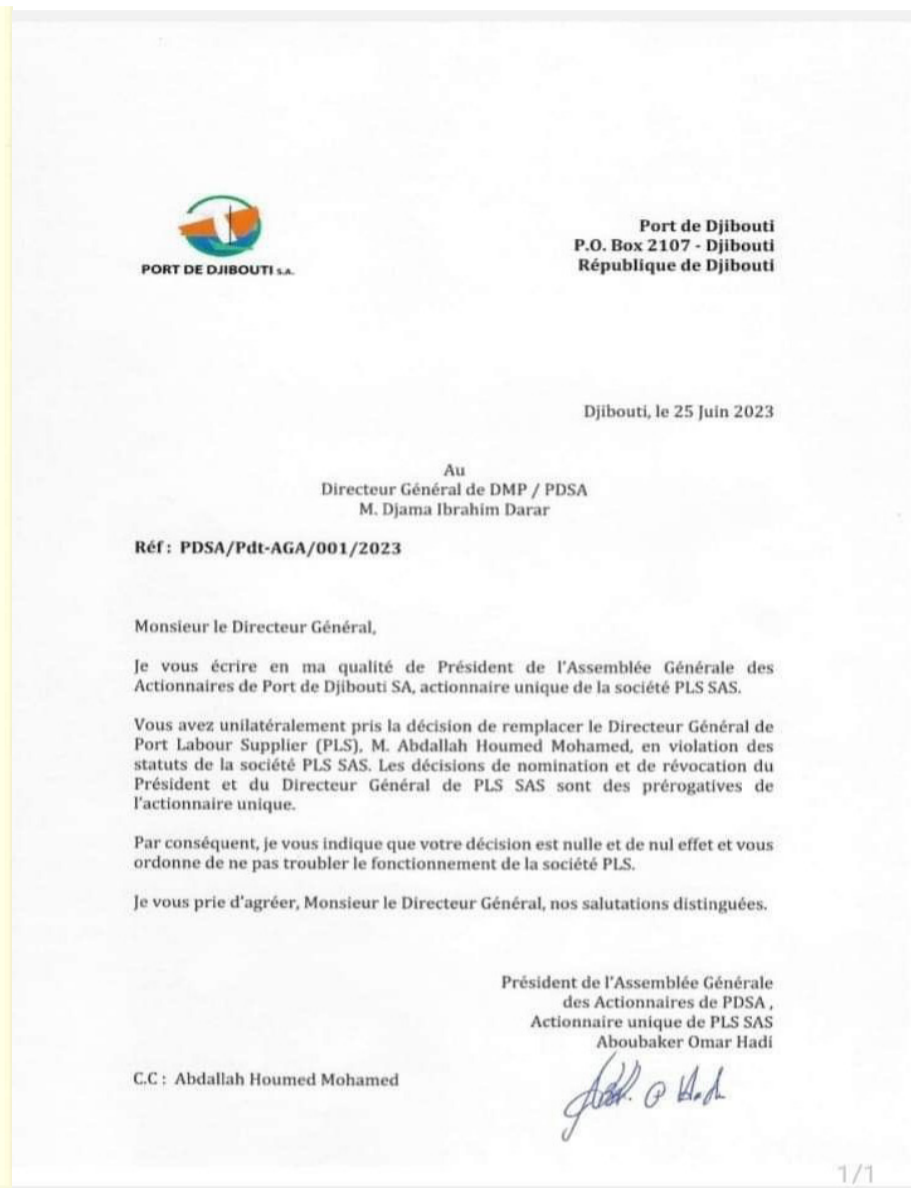 PORT DE DJIBOUTI S.A.
Port de Djibouti
P.O. Box 2107 - Djibouti
République de Djibouti
Djibouti, le 25 Juin 2023
Au
Directeur Général de DMP / PDSA
M. Djama Ibrahim Darar
Réf : PDSA/Pdt-AGA/001/2023
Monsieur le Directeur Général,
Je vous écrire en ma qualité de Président de l'Assemblée Générale des
Actionnaires de Port de Djibouti SA, actionnaire unique de la société PLS SAS.
Vous avez unilatéralement pris la décision de remplacer le Directeur Général de
Port Labour Supplier (PLS), M. Abdallah Houmed Mohamed, en violation des
statuts de la société PLS SAS. Les décisions de nomination et de révocation du
Président et du Directeur Général de PLS SAS sont des prérogatives de
l'actionnaire unique.
Par conséquent, je vous indique que votre décision est nulle et de nul effet et vous
ordonne de ne pas troubler le fonctionnement de la société PLS.
Je vous prie d'agréer, Monsieur le Directeur Général, nos salutations distinguées.
Président de l'Assemblée Générale
des Actionnaires de PDSA ,
Actionnaire unique de PLS SAS
Aboubaker Omar Hadi
C.C : Abdallah Houmed Mohamed
1/1